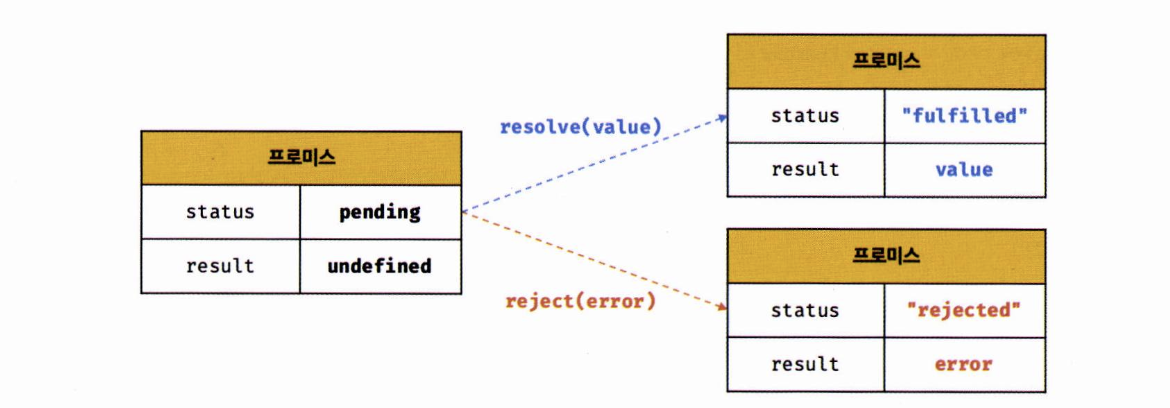 프로미스
status pending
result undefined
resolve(value)
reject(error)
프로미스
status "fulfilled"
result value
프로미스
status "rejected"
result error